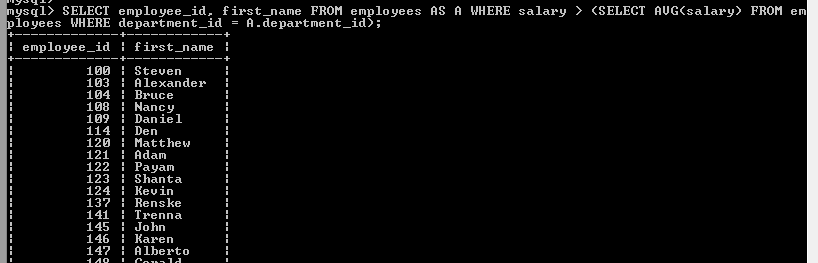 mysql>
mysql> SELECT employee_id, first_name FROM employees AS A WHERE salary > (SELECT AVG(salary) FROM em
ployees WHERE department_id = A.department_id);
+-------------+-------------+
| employee_id | first_name  |
+-------------+-------------+
|         100 | Steven      |
|         103 | Alexander   |
|         104 | Bruce       |
|         108 | Nancy       |
|         109 | Daniel      |
|         114 | Den         |
|         120 | Matthew     |
|         121 | Adam        |
|         122 | Payam       |
|         123 | Shanta      |
|         124 | Kevin       |
|         137 | Renske      |
|         141 | Trenna      |
|         145 | John        |
|         146 | Karen       |
|         147 | Alberto     |
|         148 | Gerald      |